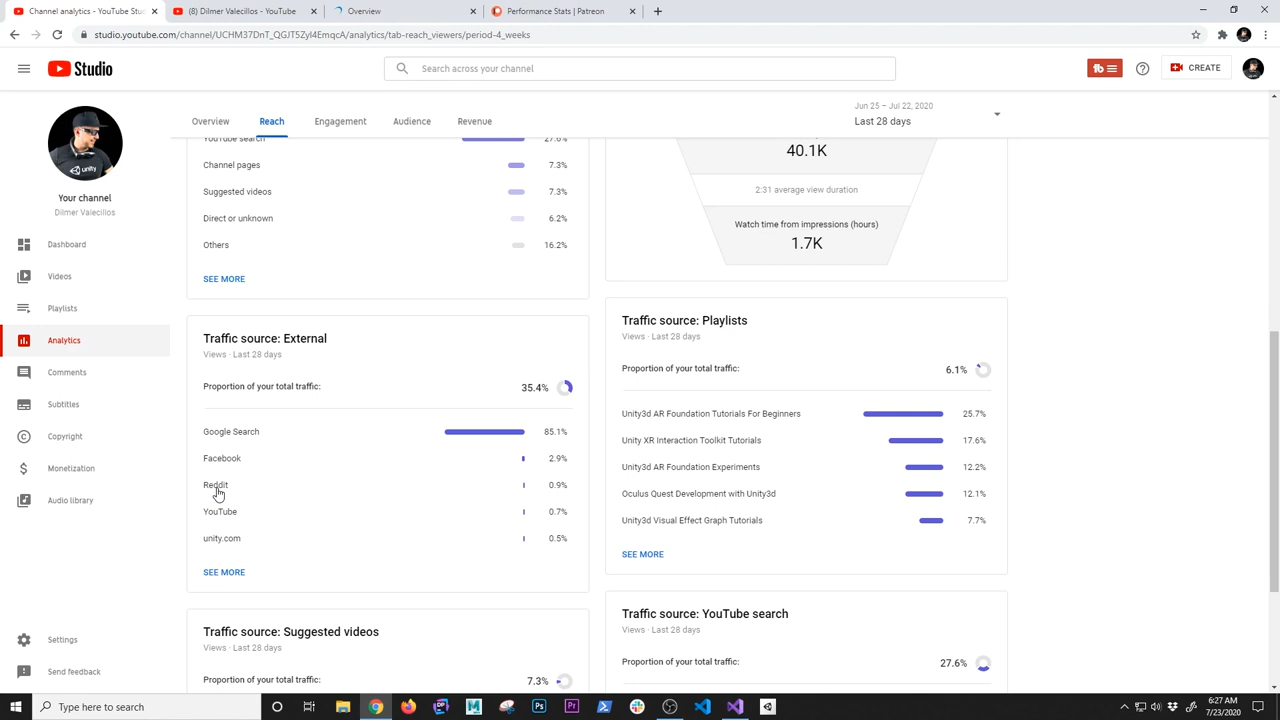 Channel analytics - YouTube Stu
(8) Dilmer Valecillos - YouTube
Overview
Performance Stats | Patreon
studio.youtube.com/channel/UCHM37DnT_QGJT5Zyl4EmqcA/analytics/tab-reach_viewers/period-4_weeks
Studio
Search across your channel
CREATE
unity
Your channel
Dilmer Valecillos
Dashboard
Videos
Playlists
Analytics
Comments
Subtitles
Copyright
Monetization
Audio library
Settings
Send feedback
Overview
Reach
Engagement
Audience
Revenue
Jun 25 – Jul 22, 2020
Last 28 days
YouTube search 27.6%
Channel pages 7.3%
Suggested videos 7.3%
Direct or unknown 6.2%
Others 16.2%
SEE MORE
40.1K
2:31 average view duration
Watch time from impressions (hours)
1.7K
Traffic source: External
Views · Last 28 days
Proportion of your total traffic: 35.4%
Google Search 85.1%
Facebook 2.9%
Reddit 0.9%
YouTube 0.7%
unity.com 0.5%
SEE MORE
Traffic source: Playlists
Views · Last 28 days
Proportion of your total traffic: 6.1%
Unity3d AR Foundation Tutorials For Beginners 25.7%
Unity XR Interaction Toolkit Tutorials 17.6%
Unity3d AR Foundation Experiments 12.2%
Oculus Quest Development with Unity3d 12.1%
Unity3d Visual Effect Graph Tutorials 7.7%
SEE MORE
Traffic source: Suggested videos
Views · Last 28 days
Proportion of your total traffic: 7.3%
Traffic source: YouTube search
Views · Last 28 days
Proportion of your total traffic: 27.6%
Type here to search
6:27 AM
7/23/2020